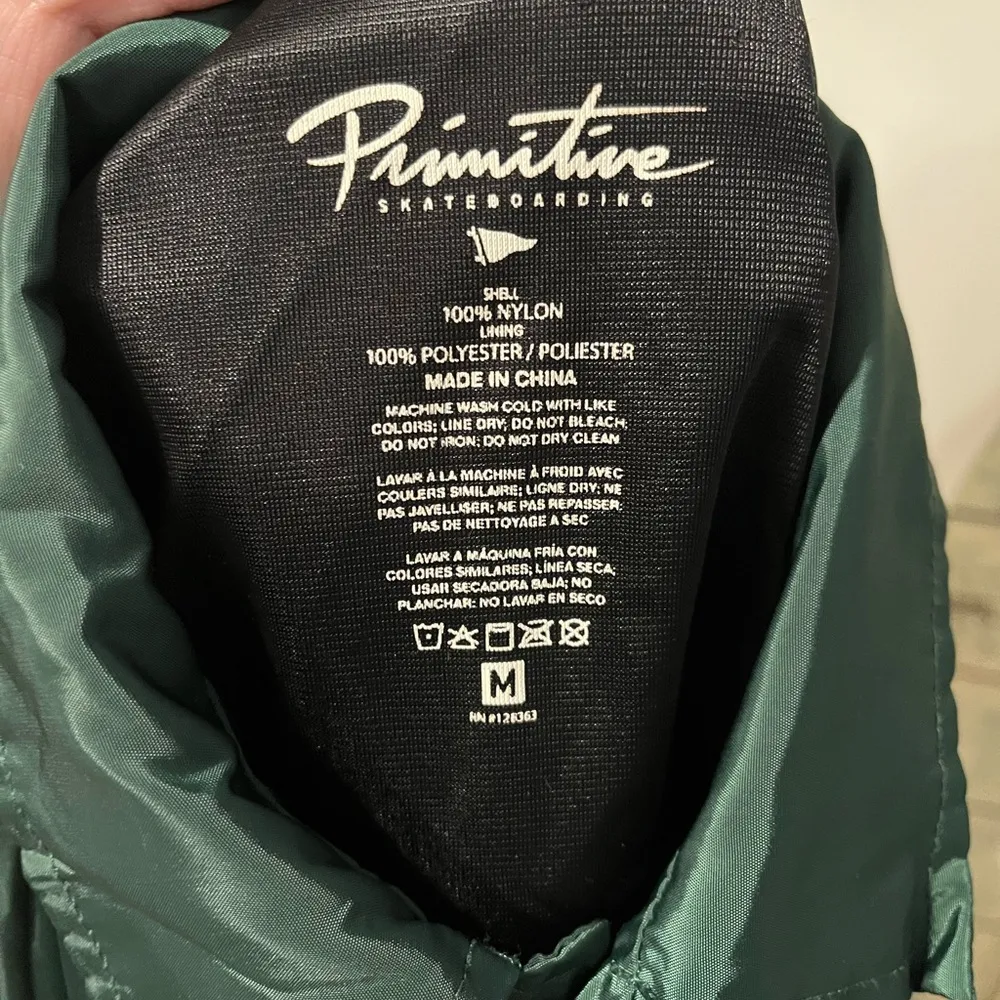 Primitive
SKATEBOARDING
SHELL
100% NYLON
LINING
100% POLYESTER / POLIESTER
MADE IN CHINA
MACHINE WASH COLD WITH LIKE
COLORS; LINE DRY; DO NOT BLEACH;
DO NOT IRON; DO NOT DRY CLEAN
LAVAR À LA MACHINE À FROID AVEC
COULERS SIMILAIRE; LIGNE DRY; NE
PAS JAVELLISER; NE PAS REPASSER;
PAS DE NETTOYAGE A SEC
LAVAR A MÁQUINA FRÍA CON
COLORES SIMILARES; LÍNEA SECA;
USAR SECADORA BAJA; NO
PLANCHAR: NO LAVAR EN SECO
M
RN #128363